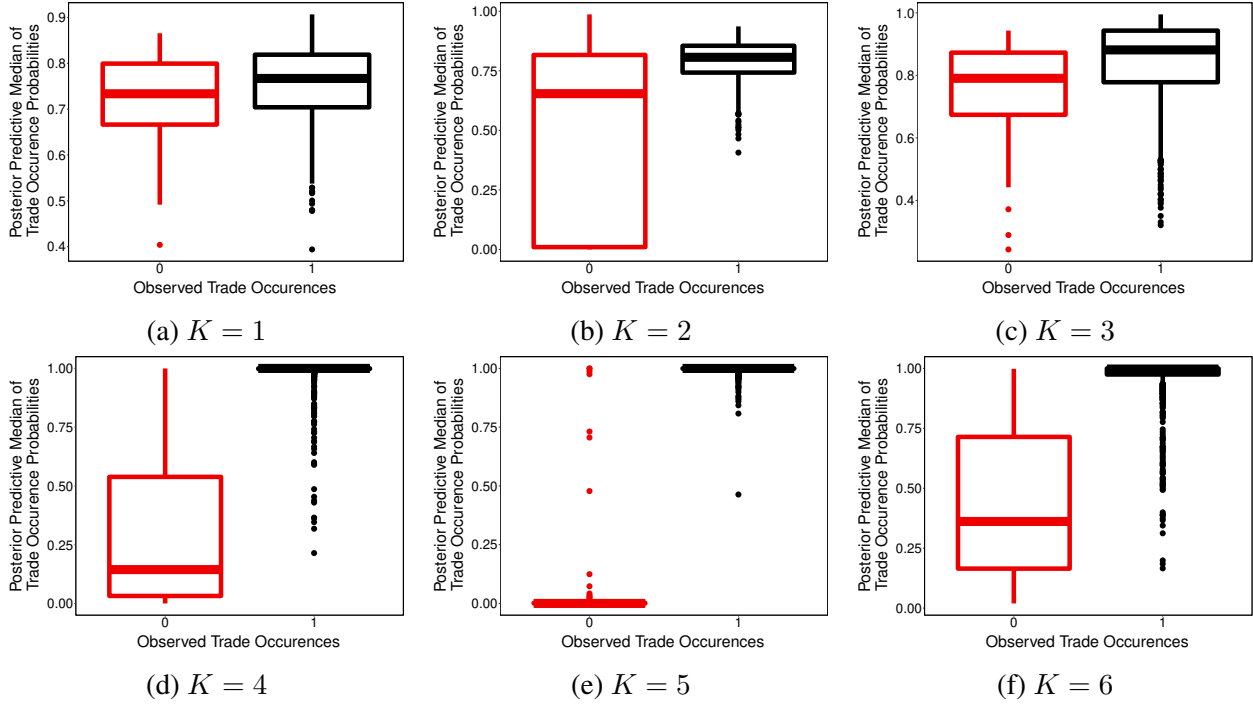 Posterior Predictive Median of
Trade Occurence Probabilities
0.9
0.8
0.7
0.6
0.5
0.4
0 1
Observed Trade Occurences
(a) K = 1
Posterior Predictive Median of
Trade Occurence Probabilities
1.00
0.75
0.50
0.25
0.00
0 1
Observed Trade Occurences
(b) K = 2
Posterior Predictive Median of
Trade Occurence Probabilities
1.0
0.8
0.6
0.4
0 1
Observed Trade Occurences
(c) K = 3
Posterior Predictive Median of
Trade Occurence Probabilities
1.00
0.75
0.50
0.25
0.00
0 1
Observed Trade Occurences
(d) K = 4
Posterior Predictive Median of
Trade Occurence Probabilities
1.00
0.75
0.50
0.25
0.00
0 1
Observed Trade Occurences
(e) K = 5
Posterior Predictive Median of
Trade Occurence Probabilities
1.00
0.75
0.50
0.25
0.00
0 1
Observed Trade Occurences
(f) K = 6